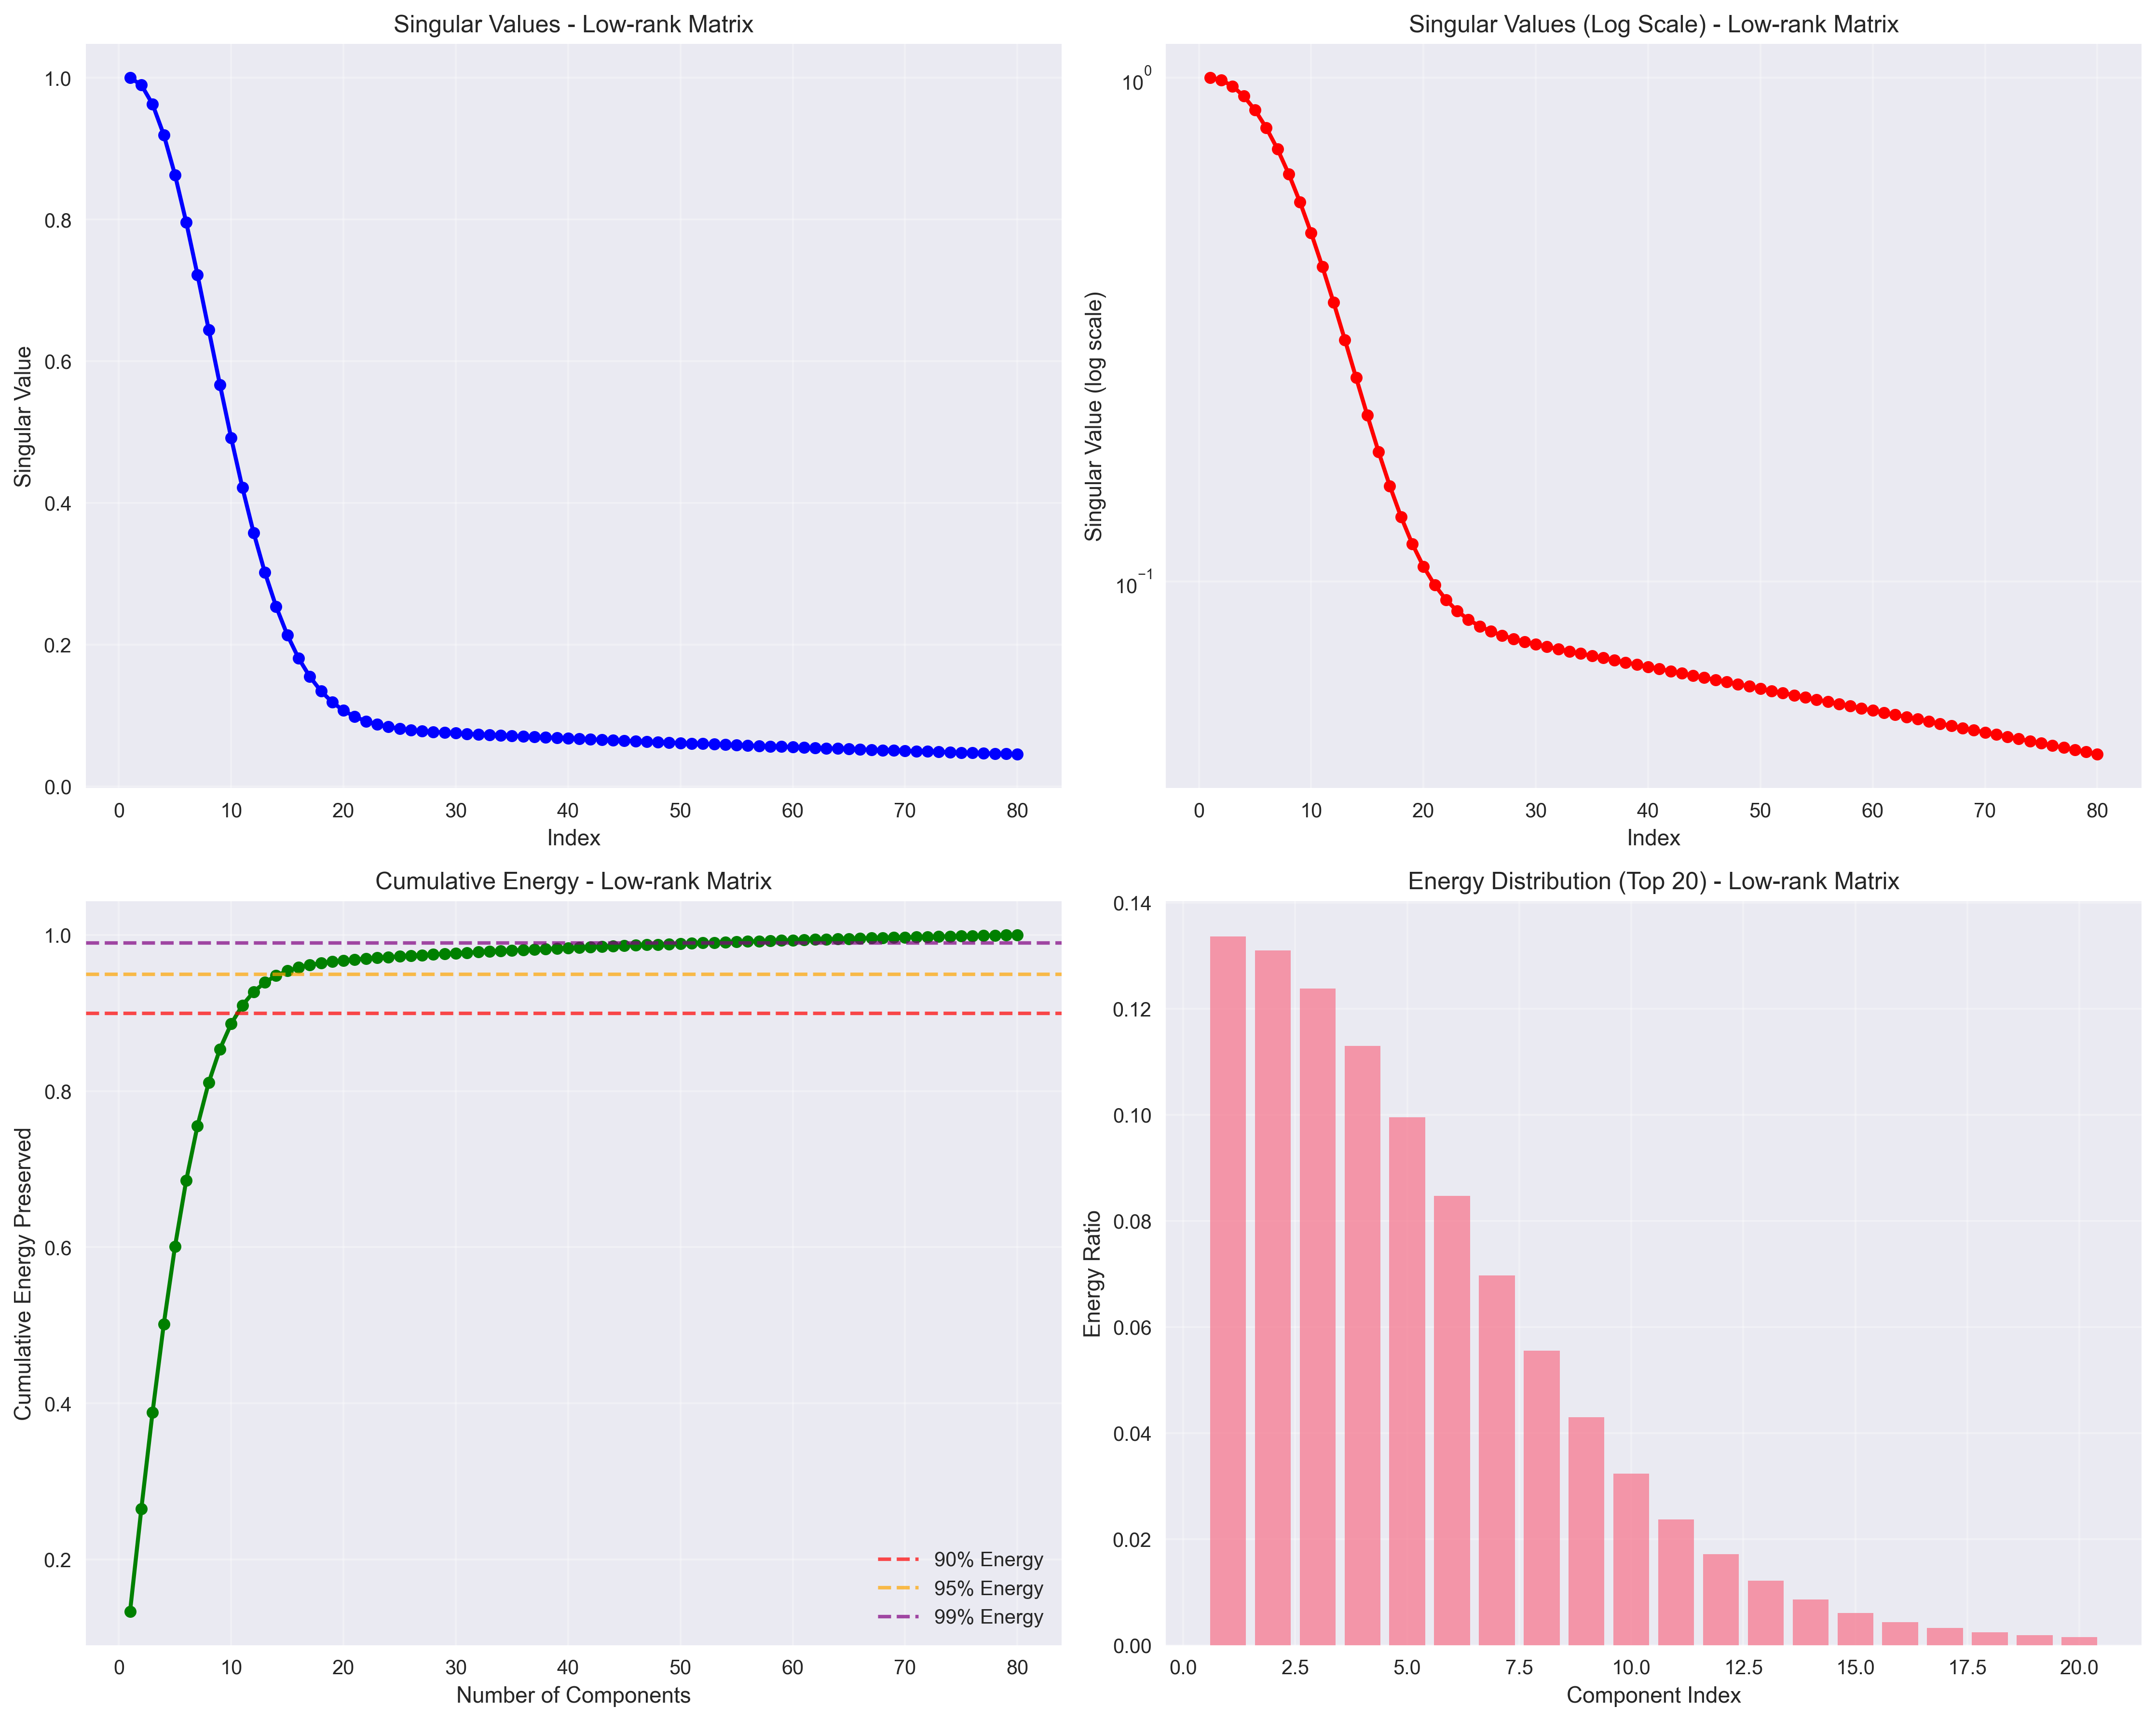 Singular Values - Low-rank Matrix
Singular Value
1.0
0.8
0.6
0.4
0.2
0.0
0 10 20 30 40 50 60 70 80
Index
Singular Values (Log Scale) - Low-rank Matrix
Singular Value (log scale)
10⁰
10⁻¹
0 10 20 30 40 50 60 70 80
Index
Cumulative Energy - Low-rank Matrix
Cumulative Energy Preserved
1.0
0.8
0.6
0.4
0.2
90% Energy
95% Energy
99% Energy
0 10 20 30 40 50 60 70 80
Number of Components
Energy Distribution (Top 20) - Low-rank Matrix
Energy Ratio
0.14
0.12
0.10
0.08
0.06
0.04
0.02
0.00
0.0 2.5 5.0 7.5 10.0 12.5 15.0 17.5 20.0
Component Index